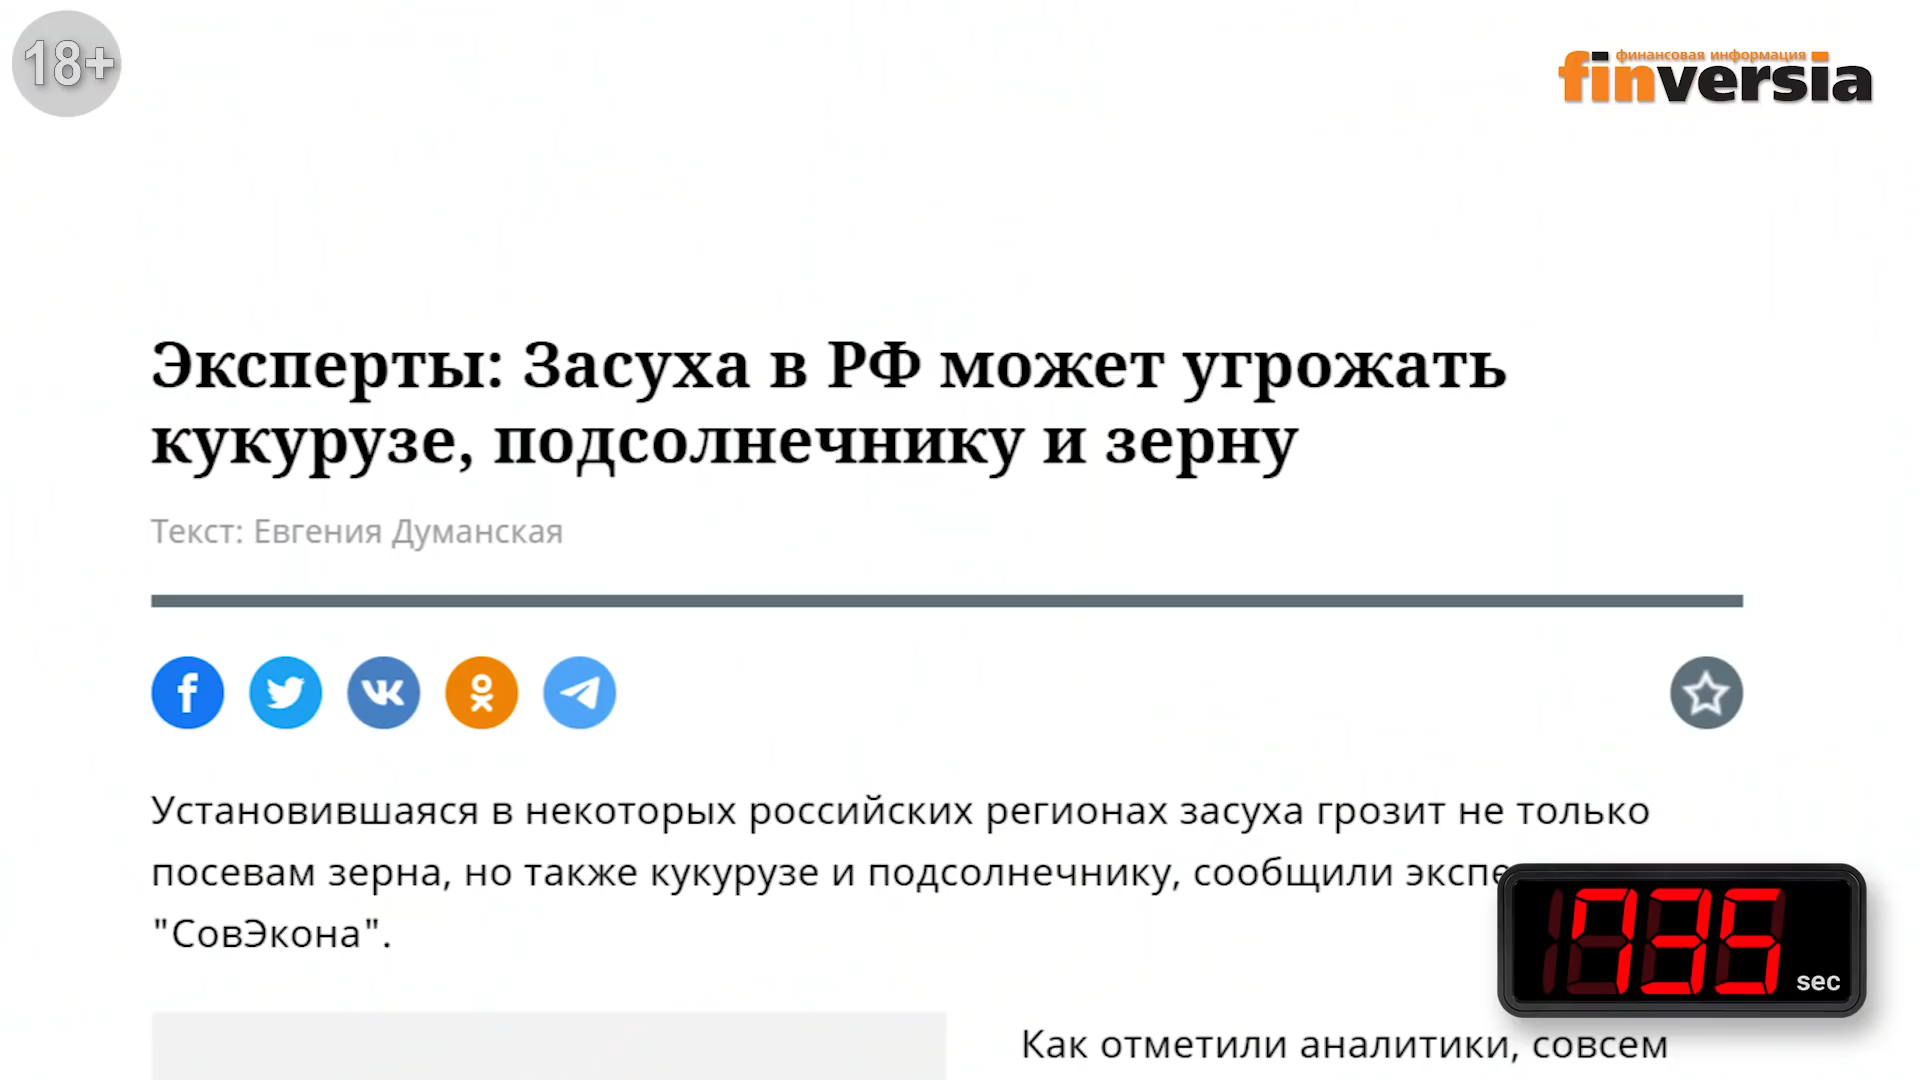 18+
финансовая информация
finversia
Эксперты: Засуха в РФ может угрожать
кукурузе, подсолнечнику и зерну
Текст: Евгения Думанская
Установившаяся в некоторых российских регионах засуха грозит не только
посевам зерна, но также кукурузе и подсолнечнику, сообщили экспе
"СовЭкона".
735 sec
Как отметили аналитики, совсем